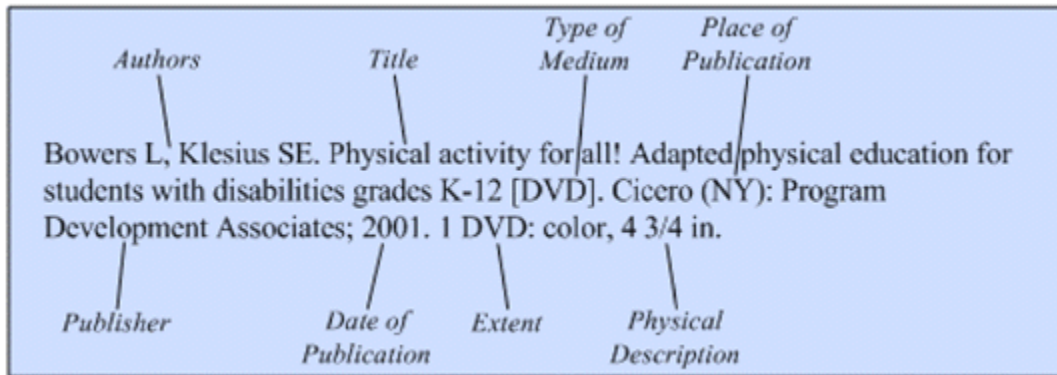 Type of Place of
Authors Title Medium Publication
Bowers L, Klesius SE. Physical activity for all! Adapted physical education for
students with disabilities grades K-12 [DVD]. Cicero (NY): Program
Development Associates; 2001. 1 DVD: color, 4 3/4 in.
Publisher Date of Extent Physical
Publication Description